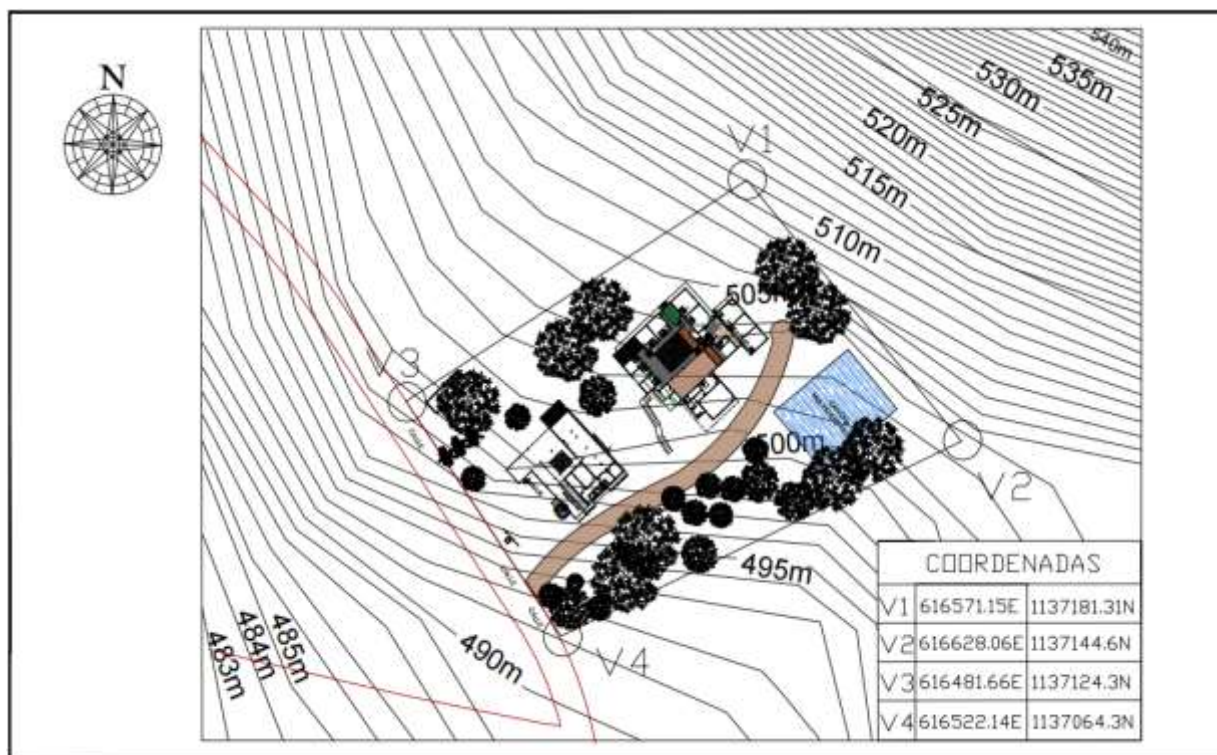 N
540m
535m
530m
525m
520m
V1
515m
510m
505m
V3
500m
V2
495m
COORDENADAS
V1 616571.15E 1137181.31N
V2 616628.06E 1137144.6N
V3 616481.66E 1137124.3N
V4 616522.14E 1137064.3N
V4
490m
485m
484m
483m